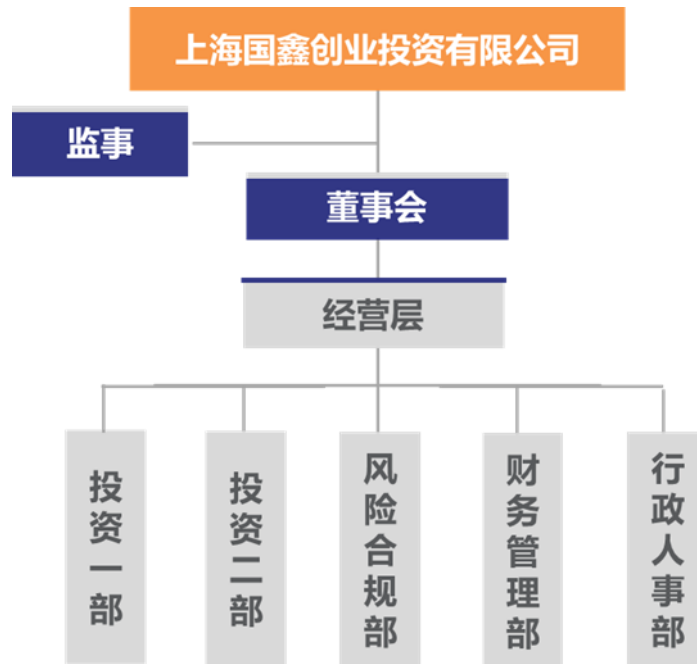 上海国鑫创业投资有限公司
监事
董事会
经营层
投资一部
投资二部
风险合规部
财务管理部
行政人事部